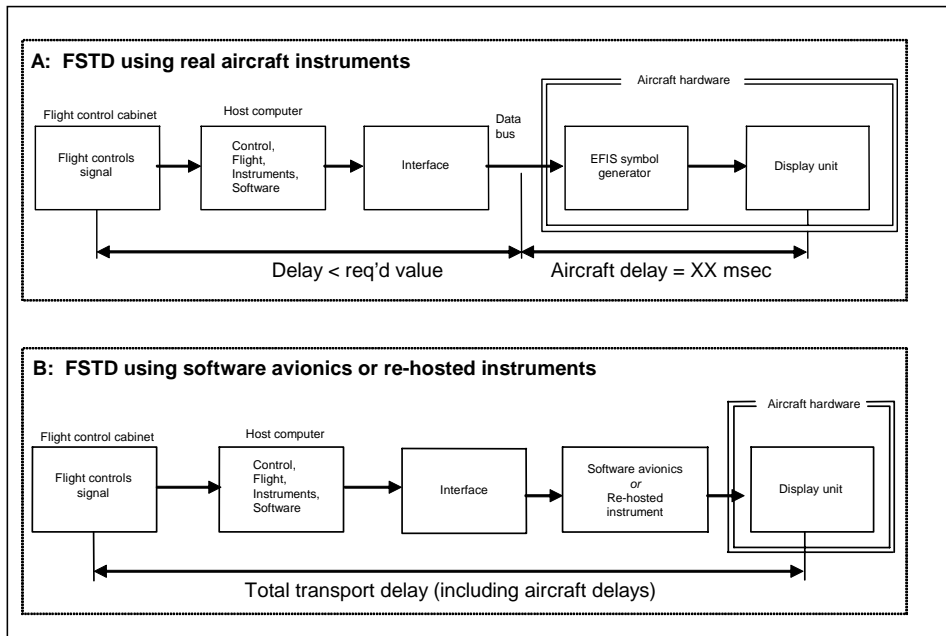 A: FSTD using real aircraft instruments
Aircraft hardware
Flight control cabinet
Host computer
Data
bus
Flight controls
signal
Control,
Flight,
Instruments,
Software
Interface
EFIS symbol
generator
Display unit
Delay < req'd value
Aircraft delay = XX msec
B: FSTD using software avionics or re-hosted instruments
Aircraft hardware
Flight control cabinet
Host computer
Flight controls
signal
Control,
Flight,
Instruments,
Software
Interface
Software avionics
or
Re-hosted
instrument
Display unit
Total transport delay (including aircraft delays)